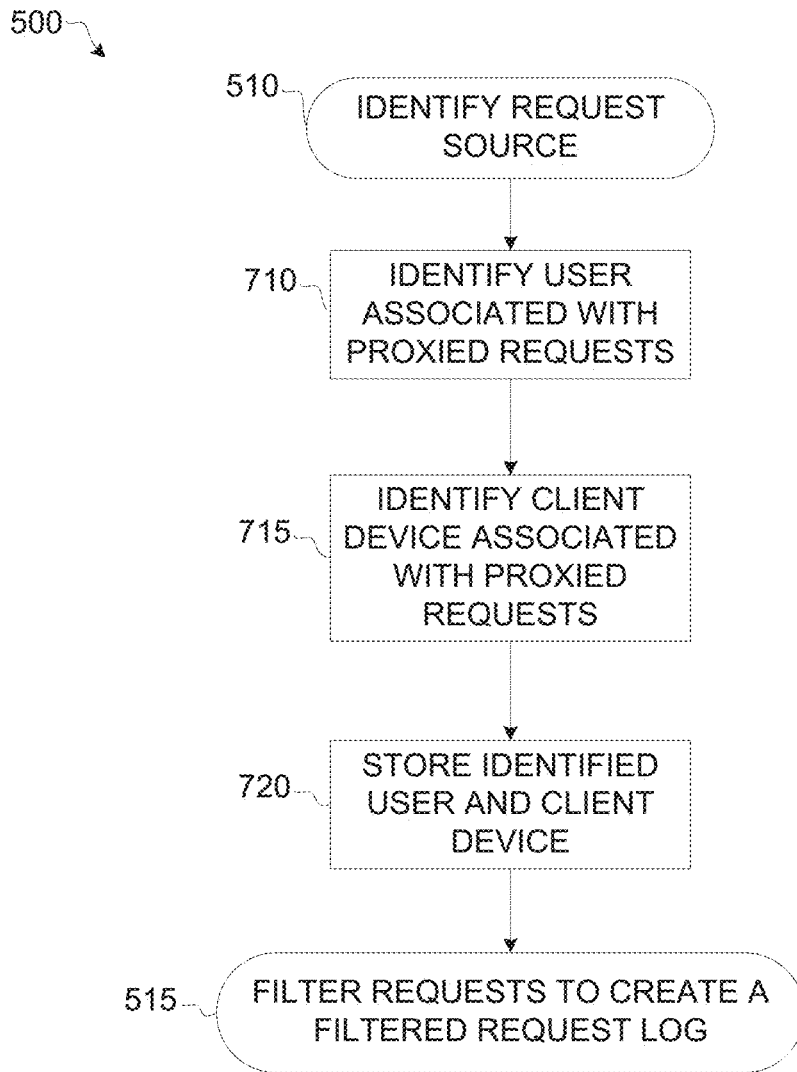 500
510
IDENTIFY REQUEST
SOURCE
710
IDENTIFY USER
ASSOCIATED WITH
PROXIED REQUESTS
715
IDENTIFY CLIENT
DEVICE ASSOCIATED
WITH PROXIED
REQUESTS
720
STORE IDENTIFIED
USER AND CLIENT
DEVICE
515
FILTER REQUESTS TO CREATE A
FILTERED REQUEST LOG